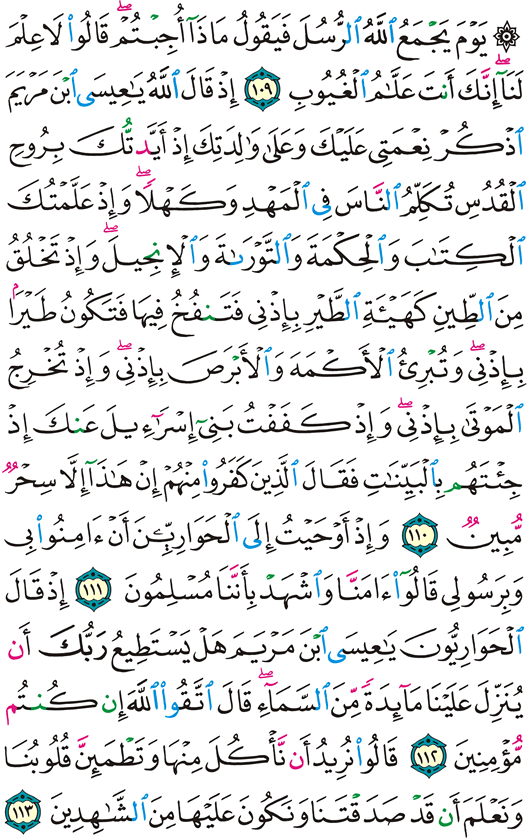 ۞ يَوْمَ يَجْمَعُ ٱللَّهُ ٱلرُّسُلَ فَيَقُولُ مَاذَآ أُجِبْتُمْ ۖ قَالُوا۟ لَا عِلْمَ
لَنَآ ۖ إِنَّكَ أَنتَ عَلَّـٰمُ ٱلْغُيُوبِ ١٠٩ إِذْ قَالَ ٱللَّهُ يَـٰعِيسَى ٱبْنَ مَرْيَمَ
ٱذْكُرْ نِعْمَتِى عَلَيْكَ وَعَلَىٰ وَٰلِدَتِكَ إِذْ أَيَّدتُّكَ بِرُوحِ
ٱلْقُدُسِ تُكَلِّمُ ٱلنَّاسَ فِى ٱلْمَهْدِ وَكَهْلًا ۖ وَإِذْ عَلَّمْتُكَ
ٱلْكِتَـٰبَ وَٱلْحِكْمَةَ وَٱلتَّوْرَىٰةَ وَٱلْإِنجِيلَ ۖ وَإِذْ تَخْلُقُ
مِنَ ٱلطِّينِ كَهَيْـَٔةِ ٱلطَّيْرِ بِإِذْنِى فَتَنفُخُ فِيهَا فَتَكُونُ طَيْرًۢا
بِإِذْنِى ۖ وَتُبْرِئُ ٱلْأَكْمَهَ وَٱلْأَبْرَصَ بِإِذْنِى ۖ وَإِذْ تُخْرِجُ
ٱلْمَوْتَىٰ بِإِذْنِى ۖ وَإِذْ كَفَفْتُ بَنِىٓ إِسْرَٰٓءِيلَ عَنكَ إِذْ
جِئْتَهُم بِٱلْبَيِّنَـٰتِ فَقَالَ ٱلَّذِينَ كَفَرُوا۟ مِنْهُمْ إِنْ هَـٰذَآ إِلَّا سِحْرٌ
مُّبِينٌ ١١٠ وَإِذْ أَوْحَيْتُ إِلَى ٱلْحَوَارِيِّـۧنَ أَنْ ءَامِنُوا۟ بِى
وَبِرَسُولِى قَالُوٓا۟ ءَامَنَّا وَٱشْهَدْ بِأَنَّنَا مُسْلِمُونَ ١١١ إِذْ قَالَ
ٱلْحَوَارِيُّونَ يَـٰعِيسَى ٱبْنَ مَرْيَمَ هَلْ يَسْتَطِيعُ رَبُّكَ أَن
يُنَزِّلَ عَلَيْنَا مَآئِدَةً مِّنَ ٱلسَّمَآءِ ۖ قَالَ ٱتَّقُوا۟ ٱللَّهَ إِن كُنتُم
مُّؤْمِنِينَ ١١٢ قَالُوا۟ نُرِيدُ أَن نَّأْكُلَ مِنْهَا وَتَطْمَئِنَّ قُلُوبُنَا
وَنَعْلَمَ أَن قَدْ صَدَقْتَنَا وَنَكُونَ عَلَيْهَا مِنَ ٱلشَّـٰهِدِينَ ١١٣